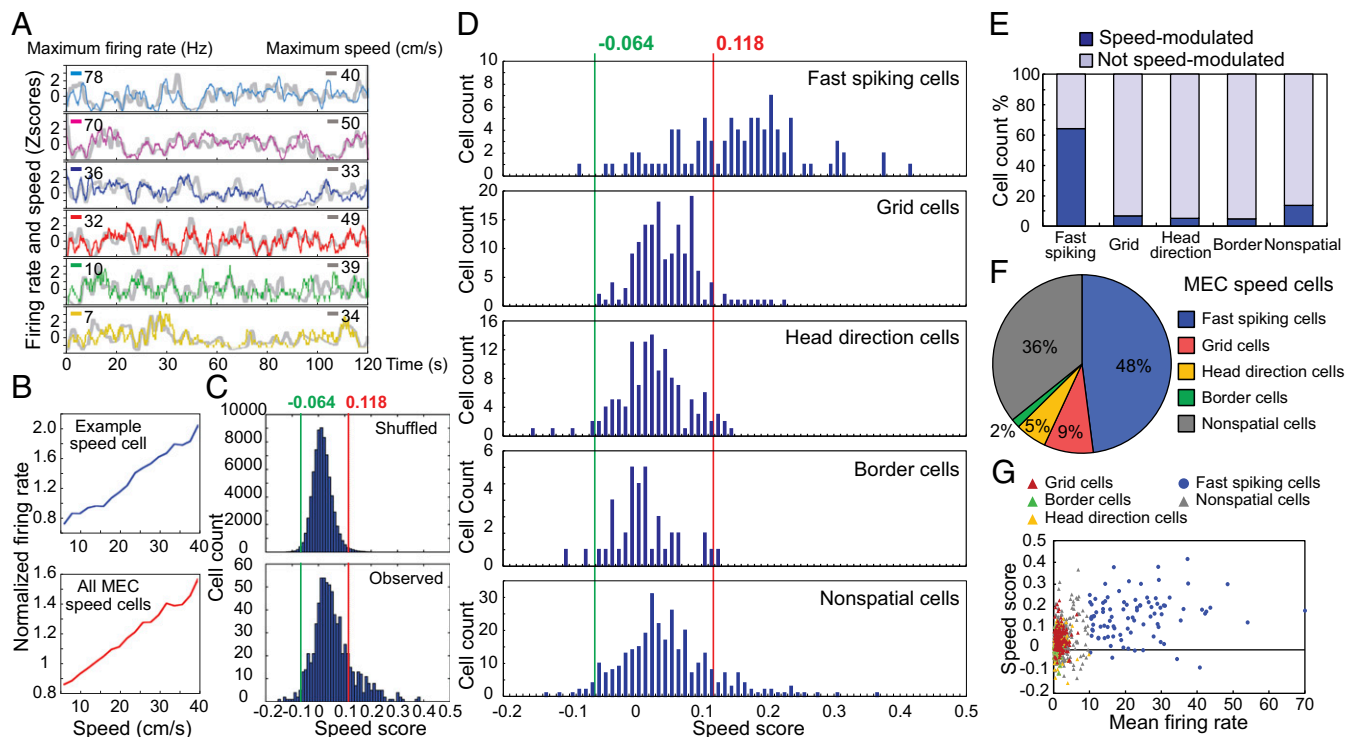 A
Maximum firing rate (Hz)
Maximum speed (cm/s)
Firing rate and speed (Zscores)
2
0
78
40
2
0
70
50
2
0
36
33
2
0
32
49
2
0
10
39
2
0
7
34
0 20 40 60 80 100 120
Time (s)
B
Normalized firing rate
Example
speed cell
2.0
1.6
1.2
0.8
10 20 30 40
All MEC
speed cells
1.6
1.4
1.2
1
0.8
10 20 30 40
Speed (cm/s)
C
-0.064 0.118
Cell count
Shuffled
10000
8000
6000
4000
2000
0
Observed
60
54
50
40
30
20
10
0
-0.2 -0.1 0 0.1 0.2 0.3 0.4 0.5
Speed score
D
-0.064 0.118
Fast spiking cells
Cell count
10
8
6
4
2
0
Grid cells
Cell count
20
15
10
5
0
Head direction cells
Cell count
16
12
8
4
0
Border cells
Cell Count
6
4
2
0
Nonspatial cells
Cell count
30
20
10
0
-0.2 -0.1 0 0.1 0.2 0.3 0.4 0.5
Speed score
E
Speed-modulated
Not speed-modulated
Cell count %
100
80
60
40
20
0
Fast
spiking
Grid
Head
direction
Border
Nonspatial
F
MEC speed cells
36%
48%
2%
5%
9%
Fast spiking cells
Grid cells
Head direction cells
Border cells
Nonspatial cells
G
Grid cells
Fast spiking cells
Border cells
Nonspatial cells
Head direction cells
Speed score
0.5
0.4
0.3
0.2
0.1
0
-0.1
-0.2
0 10 20 30 40 50 60 70
Mean firing rate